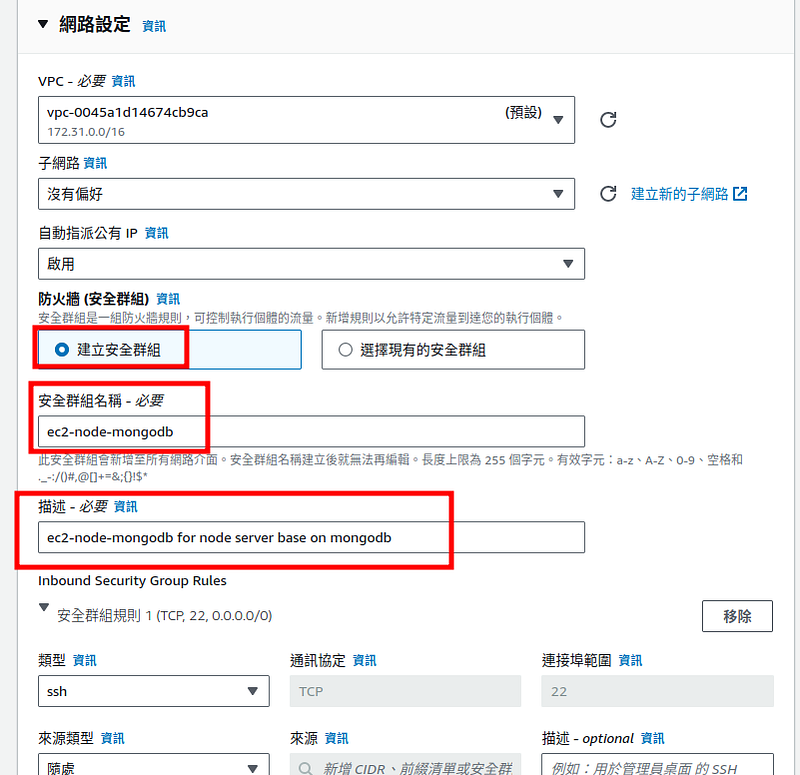 網路設定 資訊
VPC - 必要 資訊
vpc-0045a1d14674cb9ca (預設)
172.31.0.0/16
子網路 資訊
沒有偏好 建立新的子網路
自動指派公有 IP 資訊
啟用
防火牆 (安全群組) 資訊
安全群組是一組防火牆規則，可控制執行個體的流量。新增規則以允許特定流量到達您的執行個體。
建立安全群組 選擇現有的安全群組
安全群組名稱 - 必要
ec2-node-mongodb
此安全群組會新增至所有網路介面。安全群組名稱建立後就無法再編輯。長度上限為 255 個字元。有效字元：a-z、A-Z、0-9、空格和
._-:/()#,@[]+=&;{}!$*
描述 - 必要 資訊
ec2-node-mongodb for node server base on mongodb
Inbound Security Group Rules
安全群組規則 1 (TCP, 22, 0.0.0.0/0) 移除
類型 資訊 通訊協定 資訊 連接埠範圍 資訊
ssh TCP 22
來源類型 資訊 來源 資訊 描述 - optional 資訊
隨處 新增 CIDR、前綴清單或安全群 例如：用於管理員桌面 的 SSH